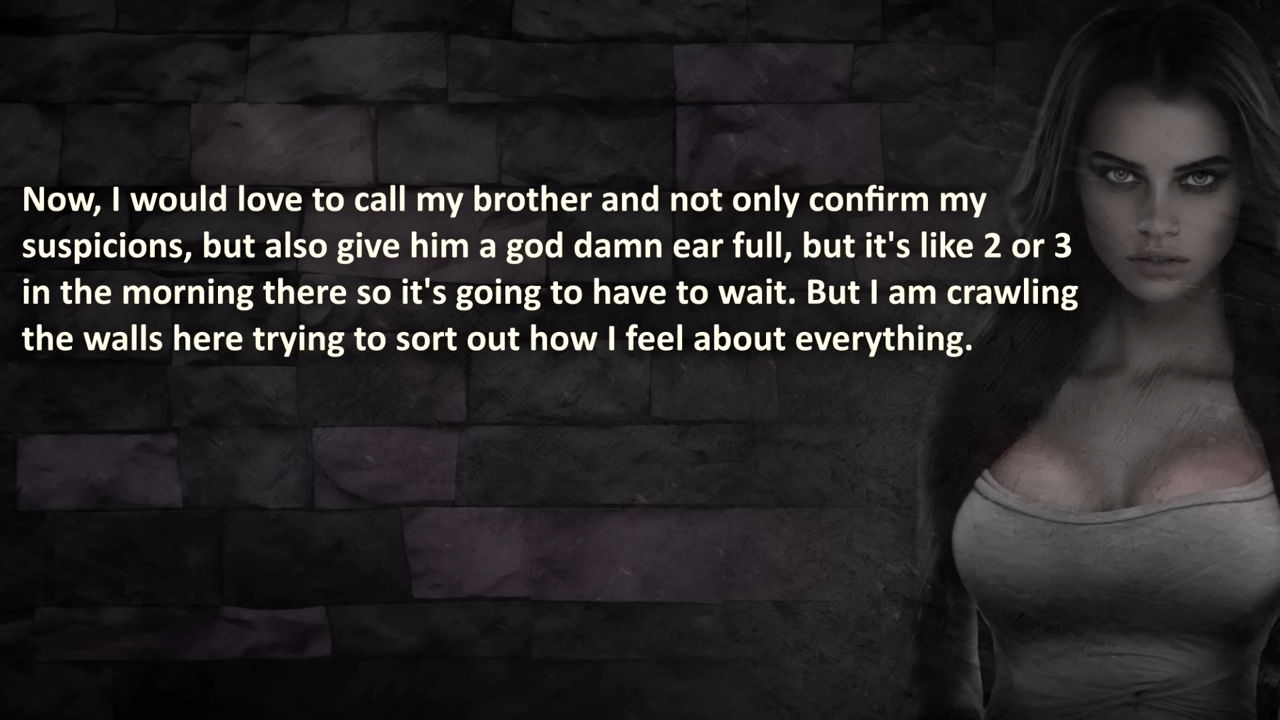 Now, I would love to call my brother and not only confirm my
suspicions, but also give him a god damn ear full, but it's like 2 or 3
in the morning there so it's going to have to wait. But I am crawling
the walls here trying to sort out how I feel about everything.